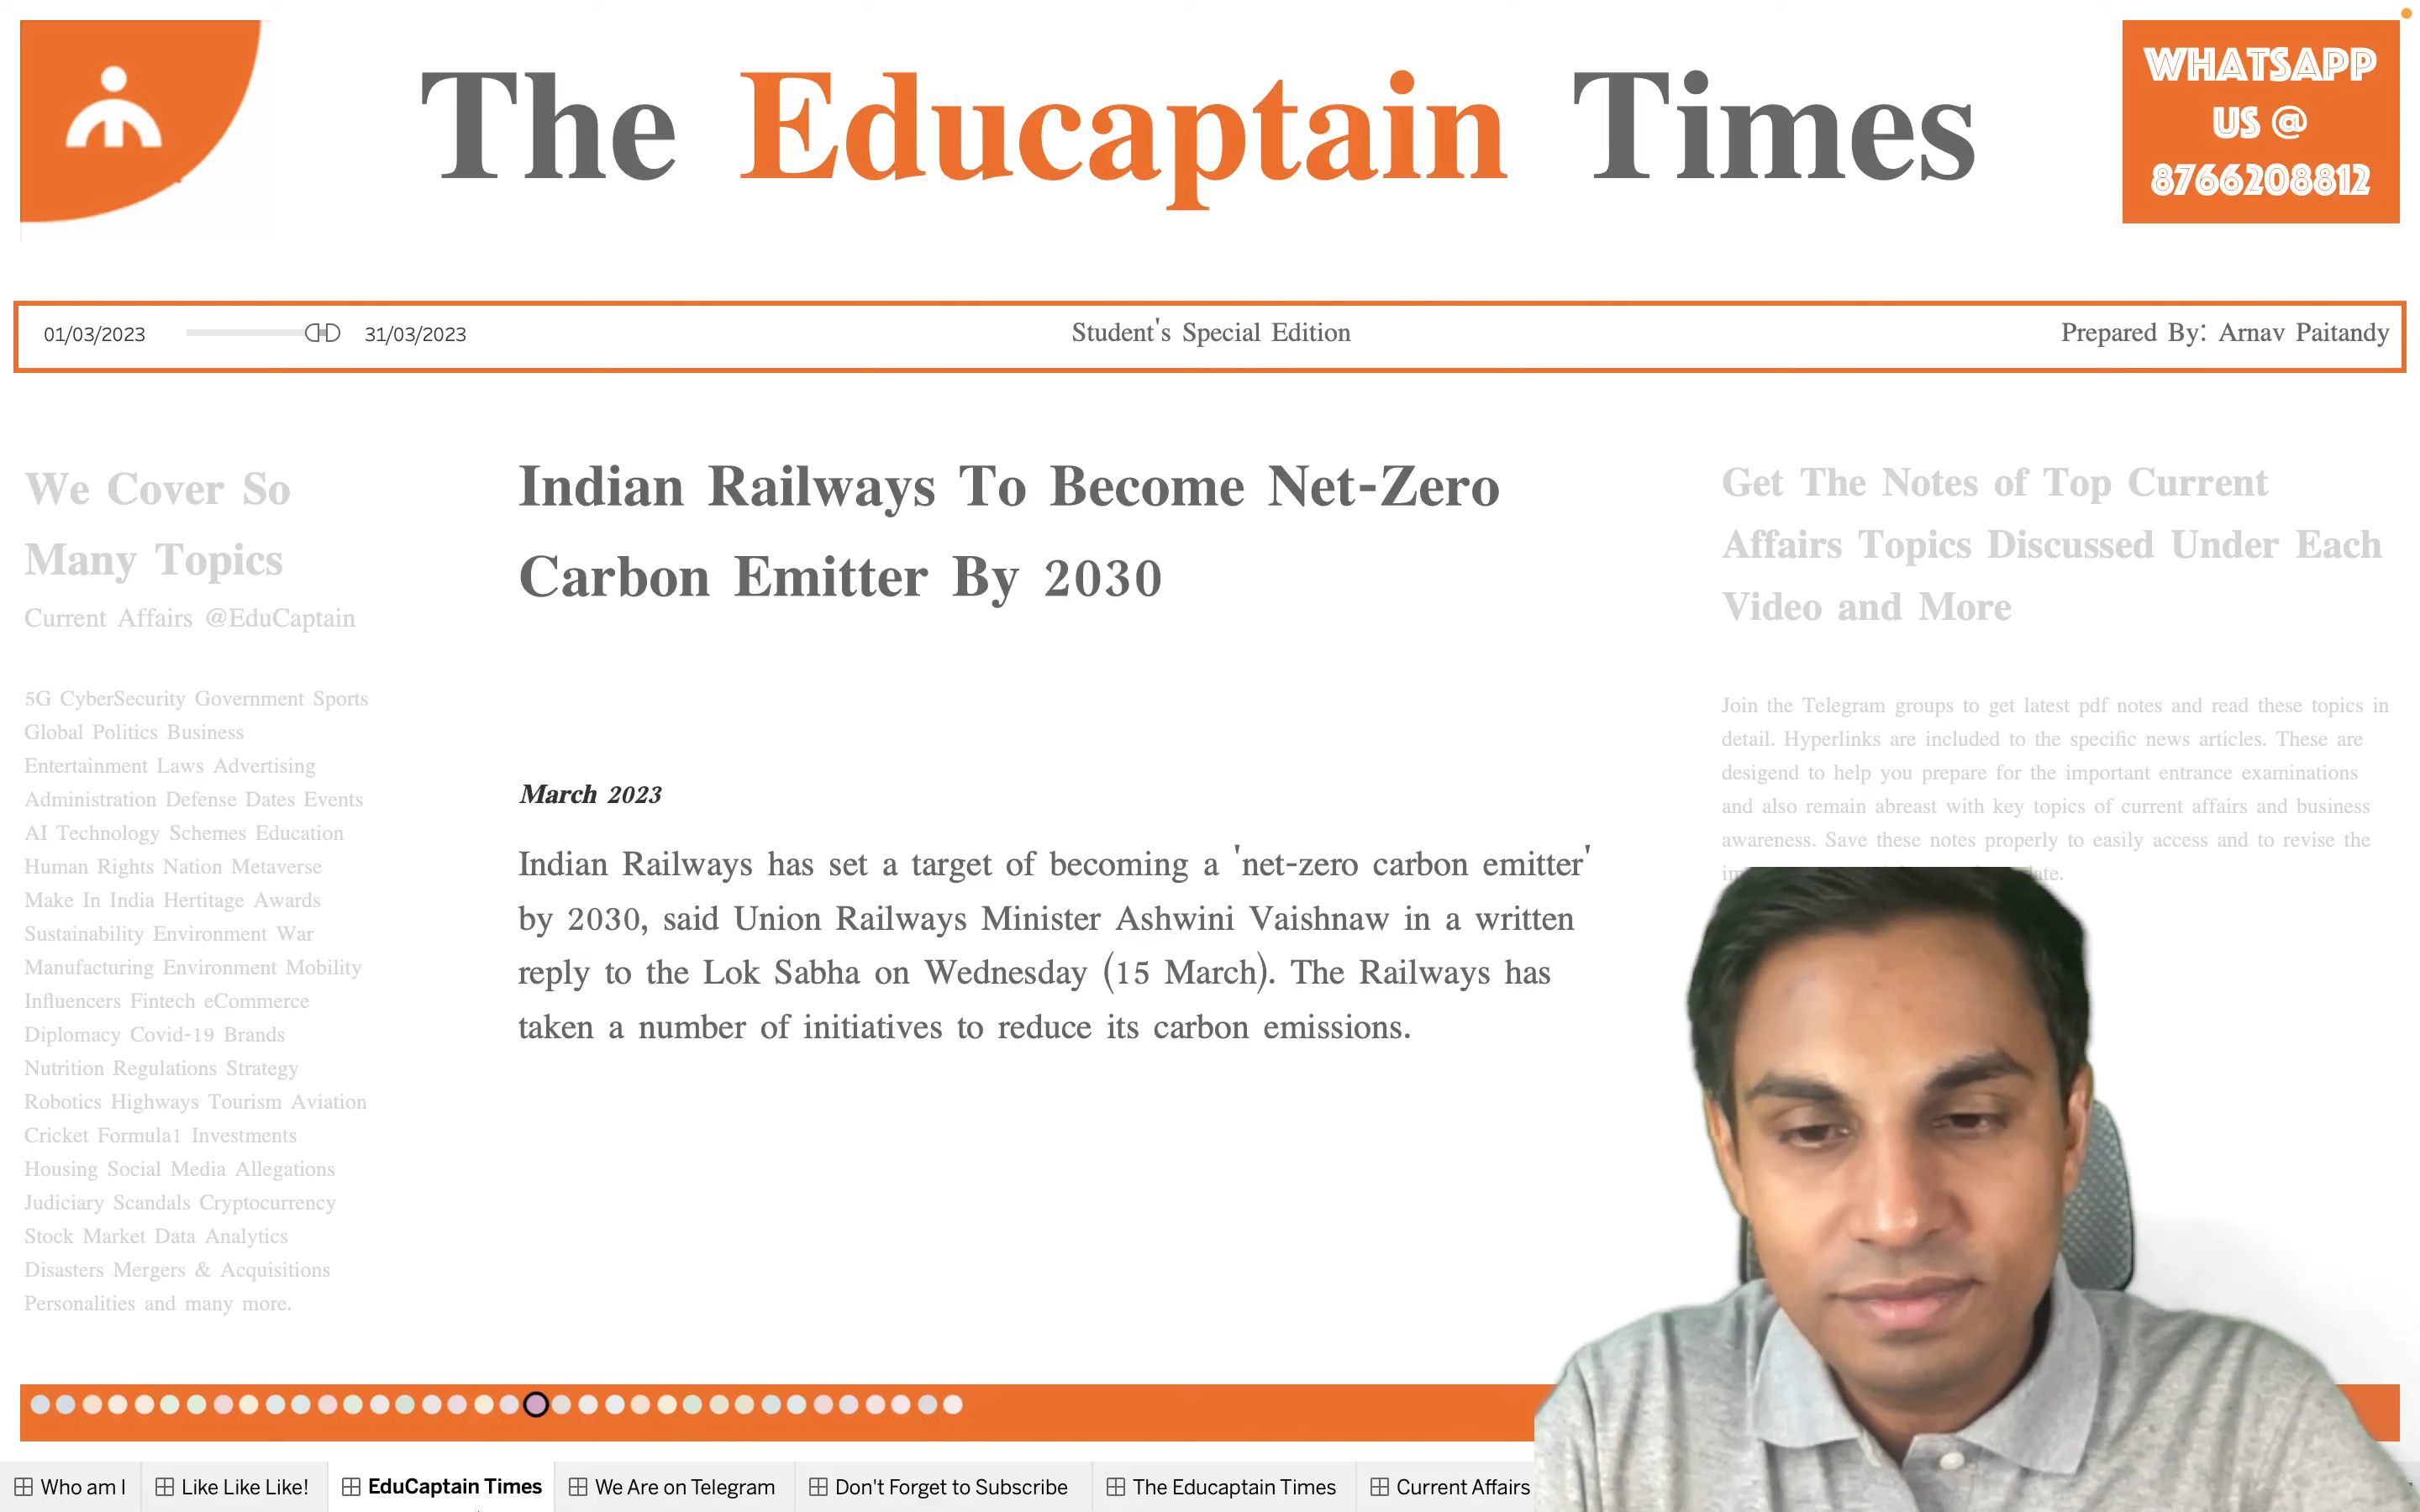 The Educaptain Times
WHATSAPP
US @
8766208812
01/03/2023
31/03/2023
Student's Special Edition
Prepared By: Arnav Paitandy
We Cover So
Many Topics
Current Affairs @EduCaptain
5G CyberSecurity Government Sports
Global Politics Business
Entertainment Laws Advertising
Administration Defense Dates Events
AI Technology Schemes Education
Human Rights Nation Metaverse
Make In India Hertitage Awards
Sustainability Environment War
Manufacturing Environment Mobility
Influencers Fintech eCommerce
Diplomacy Covid-19 Brands
Nutrition Regulations Strategy
Robotics Highways Tourism Aviation
Cricket Formula1 Investments
Housing Social Media Allegations
Judiciary Scandals Cryptocurrency
Stock Market Data Analytics
Disasters Mergers & Acquisitions
Personalities and many more.
Indian Railways To Become Net-Zero
Carbon Emitter By 2030
March 2023
Indian Railways has set a target of becoming a 'net-zero carbon emitter'
by 2030, said Union Railways Minister Ashwini Vaishnaw in a written
reply to the Lok Sabha on Wednesday (15 March). The Railways has
taken a number of initiatives to reduce its carbon emissions.
Get The Notes of Top Current
Affairs Topics Discussed Under Each
Video and More
Join the Telegram groups to get latest pdf notes and read these topics in
detail. Hyperlinks are included to the specific news articles. These are
desigend to help you prepare for the important entrance examinations
and also remain abreast with key topics of current affairs and business
awareness. Save these notes properly to easily access and to revise the
Who am I
Like Like Like!
EduCaptain Times
We Are on Telegram
Don't Forget to Subscribe
The Educaptain Times
Current Affairs